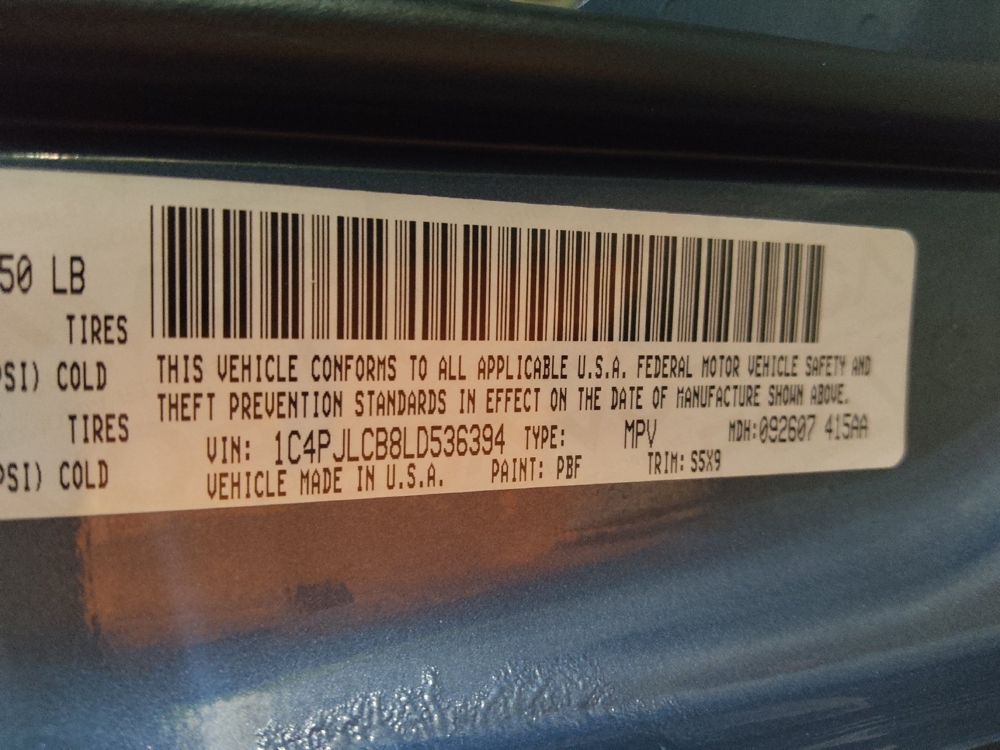 50 LB
TIRES
PSI) COLD
TIRES
PSI) COLD
THIS VEHICLE CONFORMS TO ALL APPLICABLE U.S.A. FEDERAL MOTOR VEHICLE SAFETY AND
THEFT PREVENTION STANDARDS IN EFFECT ON THE DATE OF MANUFACTURE SHOWN ABOVE.
VIN: 1C4PJLCB8LD536394 TYPE: MPV MDH:092607 415AA
VEHICLE MADE IN U.S.A. PAINT: PBF TRIM: S5X9